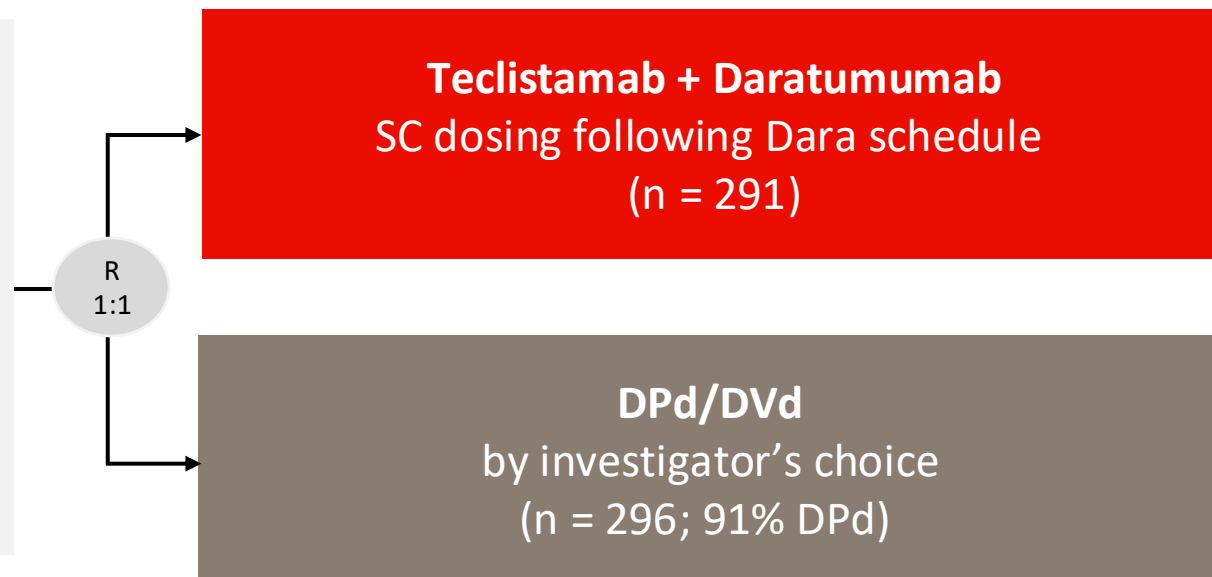 R
1:1
Teclistamab + Daratumumab
SC dosing following Dara schedule
(n = 291)
DPd/DVd
by investigator’s choice
(n = 296; 91% DPd)